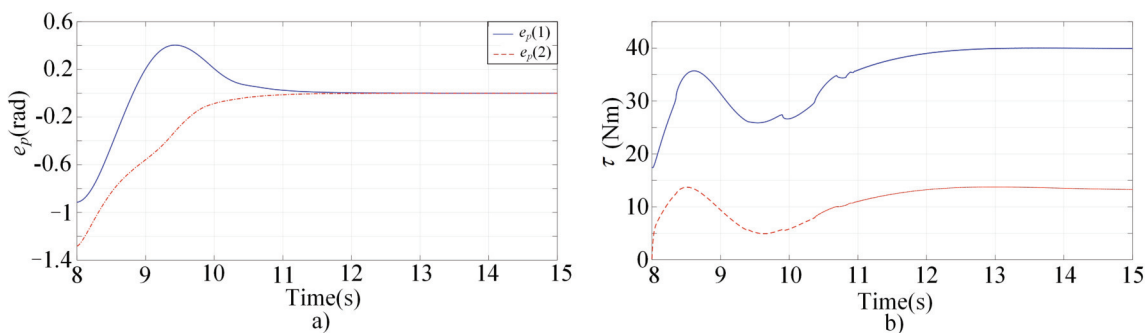 0.6
0.2
-0.2
-0.6
-1
-1.4
e_p(rad)
e_p(1)
e_p(2)
8 9 10 11 12 13 14 15
Time(s)
a)
40
30
20
10
0
τ (Nm)
8 9 10 11 12 13 14 15
Time(s)
b)